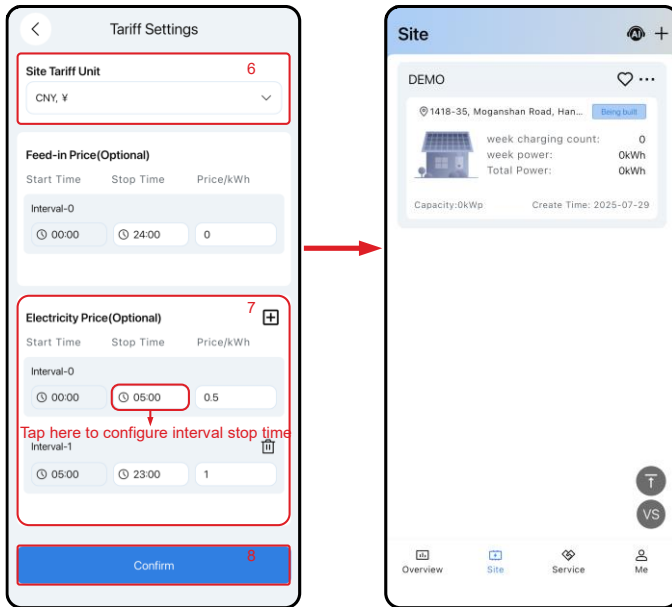 Tariff Settings
Site Tariff Unit 6
CNY, ¥
Feed-in Price(Optional)
Start Time Stop Time Price/kWh
Interval-0
00:00 24:00 0
7
Electricity Price(Optional)
Start Time Stop Time Price/kWh
Interval-0
00:00 05:00 0.5
Tap here to configure interval stop time
Interval-1
05:00 23:00 1
Confirm 8
Site AI
DEMO
1418-35, Moganshan Road, Han... Being built
week charging count: 0
week power: 0kWh
Total Power: 0kWh
Capacity:0kWp Create Time: 2025-07-29
VS
Overview Site Service Me